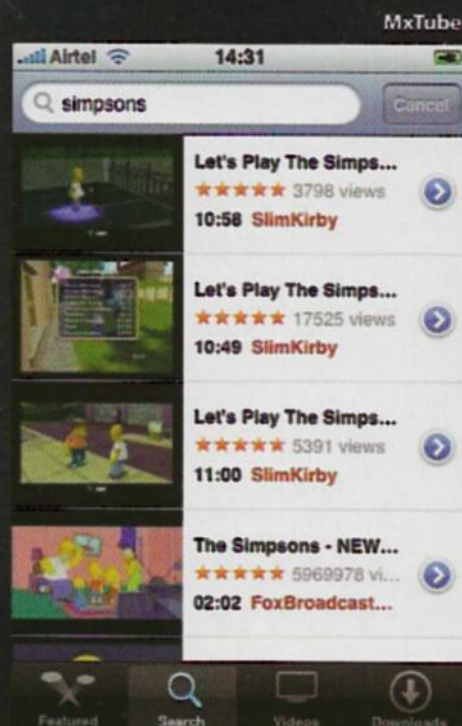 MxTube
Airtel 14:31
simpsons Cancel
Let's Play The Simps...
3798 views
10:58 SlimKirby
Let's Play The Simps...
17525 views
10:49 SlimKirby
Let's Play The Simps...
5391 views
11:00 SlimKirby
The Simpsons - NEW...
5969978 vi...
02:02 FoxBroadcast...
Featured Search Videos Downloads